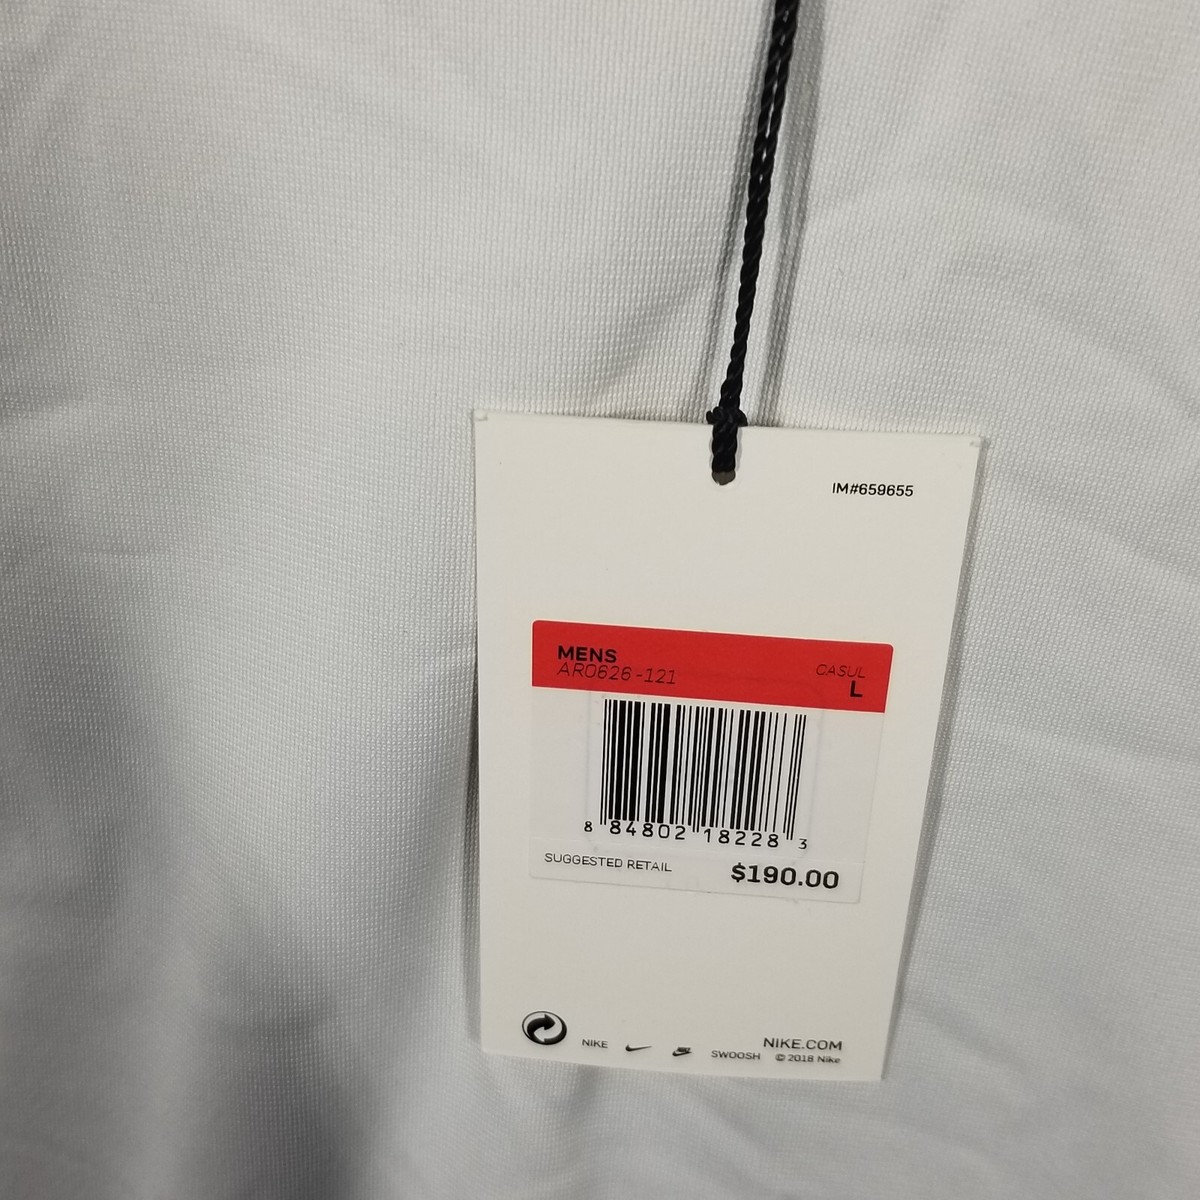 IM#659655
MENS
AR0626-121
CASUL
L
8 84802 18228 3
SUGGESTED RETAIL $190.00
NIKE SWOOSH
NIKE.COM
© 2018 Nike